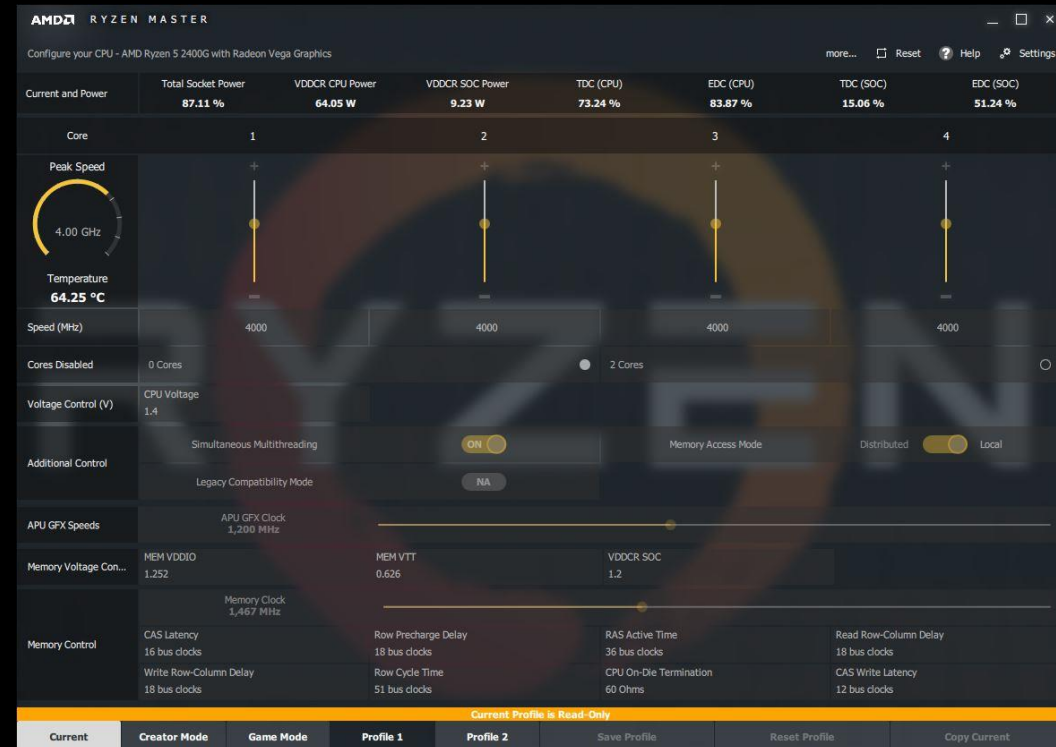 AMD RYZEN MASTER
Configure your CPU - AMD Ryzen 5 2400G with Radeon Vega Graphics more... Reset ? Help Settings
Current and Power
Total Socket Power VDDCR CPU Power VDDCR SOC Power TDC (CPU) EDC (CPU) TDC (SOC) EDC (SOC)
87.11 % 64.05 W 9.23 W 73.24 % 83.87 % 15.06 % 51.24 %
Core 1 2 3 4
Peak Speed
4.00 GHz
Temperature
64.25 °C
Speed (MHz) 4000 4000 4000 4000
Cores Disabled 0 Cores 2 Cores
Voltage Control (V)
CPU Voltage
1.4
Additional Control
Simultaneous Multithreading ON Memory Access Mode Distributed Local
Legacy Compatibility Mode NA
APU GFX Speeds
APU GFX Clock
1,200 MHz
Memory Voltage Con...
MEM VDDIO MEM VTT VDDCR SOC
1.252 0.626 1.2
Memory Control
Memory Clock
1,467 MHz
CAS Latency Row Precharge Delay RAS Active Time Read Row-Column Delay
16 bus clocks 18 bus clocks 36 bus clocks 18 bus clocks
Write Row-Column Delay Row Cycle Time CPU On-Die Termination CAS Write Latency
18 bus clocks 51 bus clocks 60 Ohms 12 bus clocks
RYZEN
Current Profile is Read-Only
Current Creator Mode Game Mode Profile 1 Profile 2 Save Profile Reset Profile Copy Current